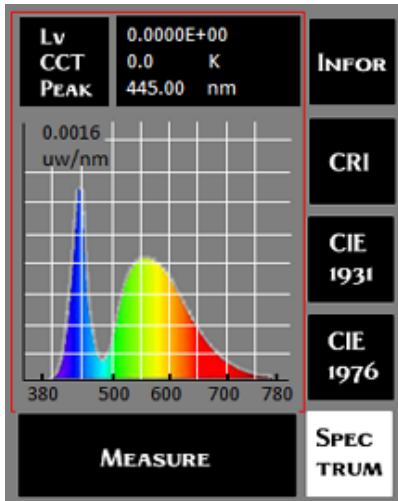 Lv 0.0000E+00
CCT 0.0 K
PEAK 445.00 nm
INFOR
0.0016
uw/nm
CRI
CIE
1931
CIE
1976
380 500 600 700 780
MEASURE
SPEC
TRUM